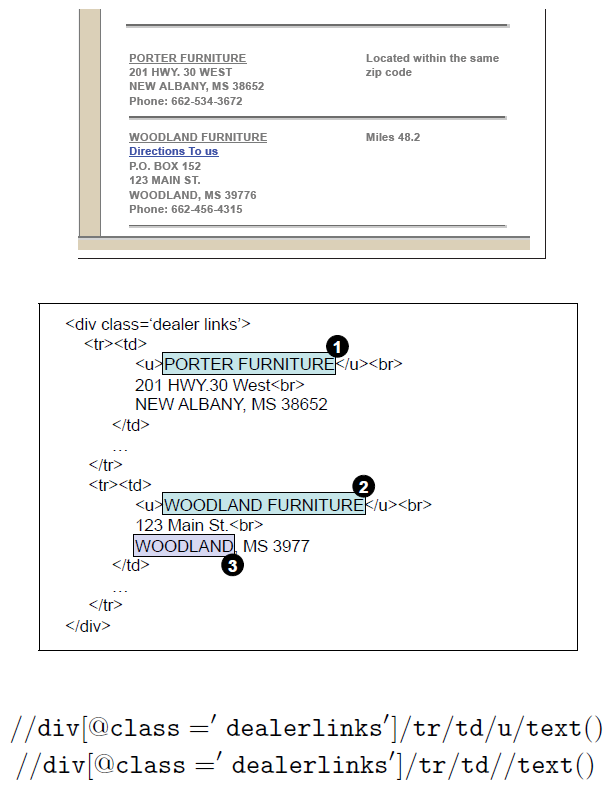 PORTER FURNITURE Located within the same
201 HWY. 30 WEST zip code
NEW ALBANY, MS 38652
Phone: 662-534-3672
WOODLAND FURNITURE Miles 48.2
Directions To us
P.O. BOX 152
123 MAIN ST.
WOODLAND, MS 39776
Phone: 662-456-4315
<div class=‘dealer links’>
<tr><td>
1
<u>PORTER FURNITURE</u><br>
201 HWY.30 West<br>
NEW ALBANY, MS 38652
</td>
...
</tr>
<tr><td>
2
<u>WOODLAND FURNITURE</u><br>
123 Main St.<br>
WOODLAND, MS 3977
</td>
3
...
</tr>
</div>
//div[@class =′ dealerlinks′]/tr/td/u/text()
//div[@class =′ dealerlinks′]/tr/td//text()